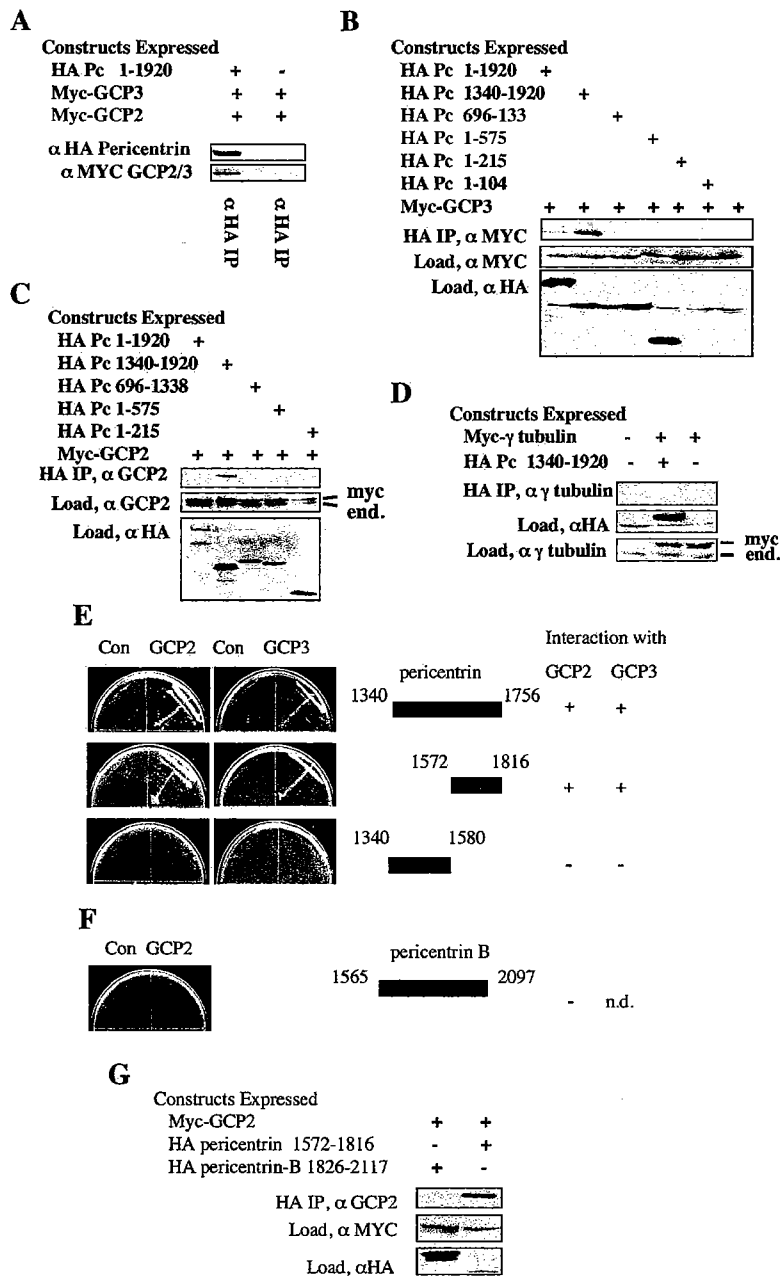 A
Constructs Expressed
HA Pc 1-1920 + -
Myc-GCP3 + +
Myc-GCP2 + +
α HA Pericentrin
α MYC GCP2/3
α HA IP
α HA IP
B
Constructs Expressed
HA Pc 1-1920 +
HA Pc 1340-1920 +
HA Pc 696-133 +
HA Pc 1-575 +
HA Pc 1-215 +
HA Pc 1-104 +
Myc-GCP3 + + + + + + +
HA IP, α MYC
Load, α MYC
Load, α HA
C
Constructs Expressed
HA Pc 1-1920 +
HA Pc 1340-1920 +
HA Pc 696-1338 +
HA Pc 1-575 +
HA Pc 1-215 +
Myc-GCP2 + + + + +
HA IP, α GCP2
Load, α GCP2 myc
end.
Load, α HA
D
Constructs Expressed
Myc-γ tubulin - + +
HA Pc 1340-1920 - + -
HA IP, α γ tubulin
Load, αHA
Load, α γ tubulin myc
end.
E
Con GCP2 Con GCP3
Interaction with
pericentrin GCP2 GCP3
1340 1756
+ +
1572 1816
+ +
1340 1580
- -
F
Con GCP2
pericentrin B
1565 2097
- n.d.
G
Constructs Expressed
Myc-GCP2 + +
HA pericentrin 1572-1816 - +
HA pericentrin-B 1826-2117 + -
HA IP, α GCP2
Load, α MYC
Load, αHA